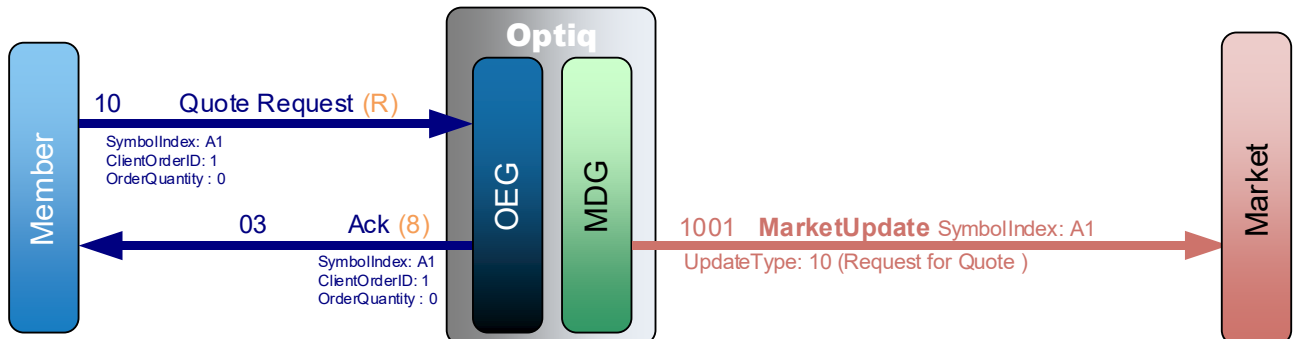 Optiq
Member
10 Quote Request (R)
SymbolIndex: A1
ClientOrderID: 1
OrderQuantity : 0
03 Ack (8)
SymbolIndex: A1
ClientOrderID: 1
OrderQuantity : 0
OEG
MDG
1001 MarketUpdate SymbolIndex: A1
UpdateType: 10 (Request for Quote )
Market